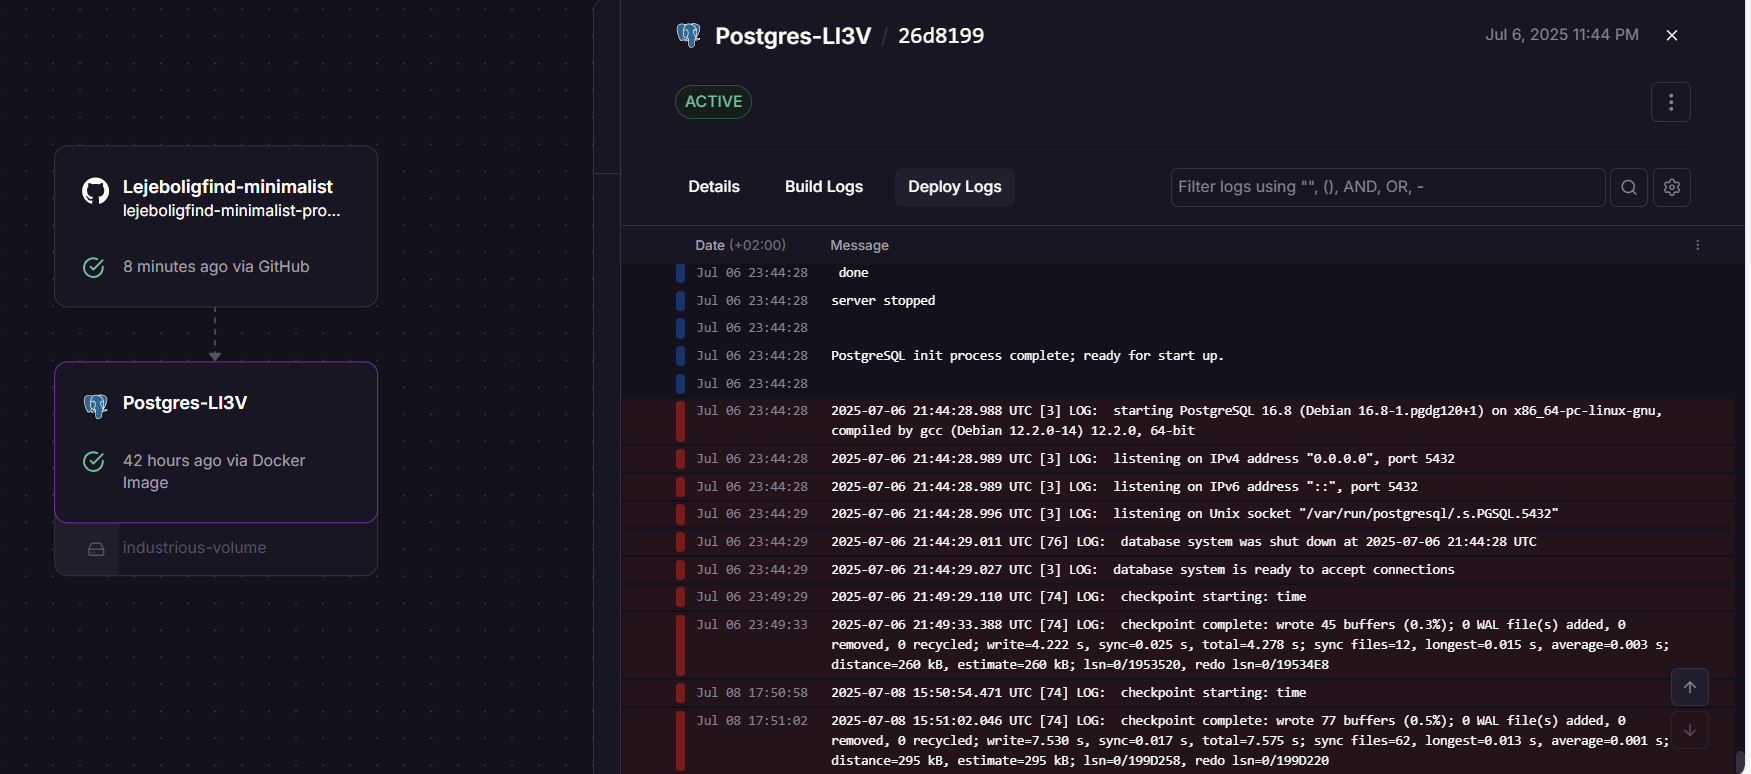 Lejeboligfind-minimalist
lejeboligfind-minimalist-pro...
8 minutes ago via GitHub
Postgres-LI3V
42 hours ago via Docker
Image
industrious-volume
Postgres-LI3V / 26d8199
Jul 6, 2025 11:44 PM
ACTIVE
Details Build Logs Deploy Logs
Filter logs using "", (), AND, OR, -
Date (+02:00) Message
Jul 06 23:44:28 done
Jul 06 23:44:28 server stopped
Jul 06 23:44:28
Jul 06 23:44:28 PostgreSQL init process complete; ready for start up.
Jul 06 23:44:28
Jul 06 23:44:28 2025-07-06 21:44:28.988 UTC [3] LOG:  starting PostgreSQL 16.8 (Debian 16.8-1.pgdg120+1) on x86_64-pc-linux-gnu,
compiled by gcc (Debian 12.2.0-14) 12.2.0, 64-bit
Jul 06 23:44:28 2025-07-06 21:44:28.989 UTC [3] LOG:  listening on IPv4 address "0.0.0.0", port 5432
Jul 06 23:44:28 2025-07-06 21:44:28.989 UTC [3] LOG:  listening on IPv6 address "::", port 5432
Jul 06 23:44:29 2025-07-06 21:44:28.996 UTC [3] LOG:  listening on Unix socket "/var/run/postgresql/.s.PGSQL.5432"
Jul 06 23:44:29 2025-07-06 21:44:29.011 UTC [76] LOG:  database system was shut down at 2025-07-06 21:44:28 UTC
Jul 06 23:44:29 2025-07-06 21:44:29.027 UTC [3] LOG:  database system is ready to accept connections
Jul 06 23:49:29 2025-07-06 21:49:29.110 UTC [74] LOG:  checkpoint starting: time
Jul 06 23:49:33 2025-07-06 21:49:33.388 UTC [74] LOG:  checkpoint complete: wrote 45 buffers (0.3%); 0 WAL file(s) added, 0
removed, 0 recycled; write=4.222 s, sync=0.025 s, total=4.278 s; sync files=12, longest=0.015 s, average=0.003 s;
distance=260 kB, estimate=260 kB; lsn=0/1953520, redo lsn=0/19534E8
Jul 08 17:50:58 2025-07-08 15:50:54.471 UTC [74] LOG:  checkpoint starting: time
Jul 08 17:51:02 2025-07-08 15:51:02.046 UTC [74] LOG:  checkpoint complete: wrote 77 buffers (0.5%); 0 WAL file(s) added, 0
removed, 0 recycled; write=7.530 s, sync=0.017 s, total=7.575 s; sync files=62, longest=0.013 s, average=0.001 s;
distance=295 kB, estimate=295 kB; lsn=0/199D258, redo lsn=0/199D220